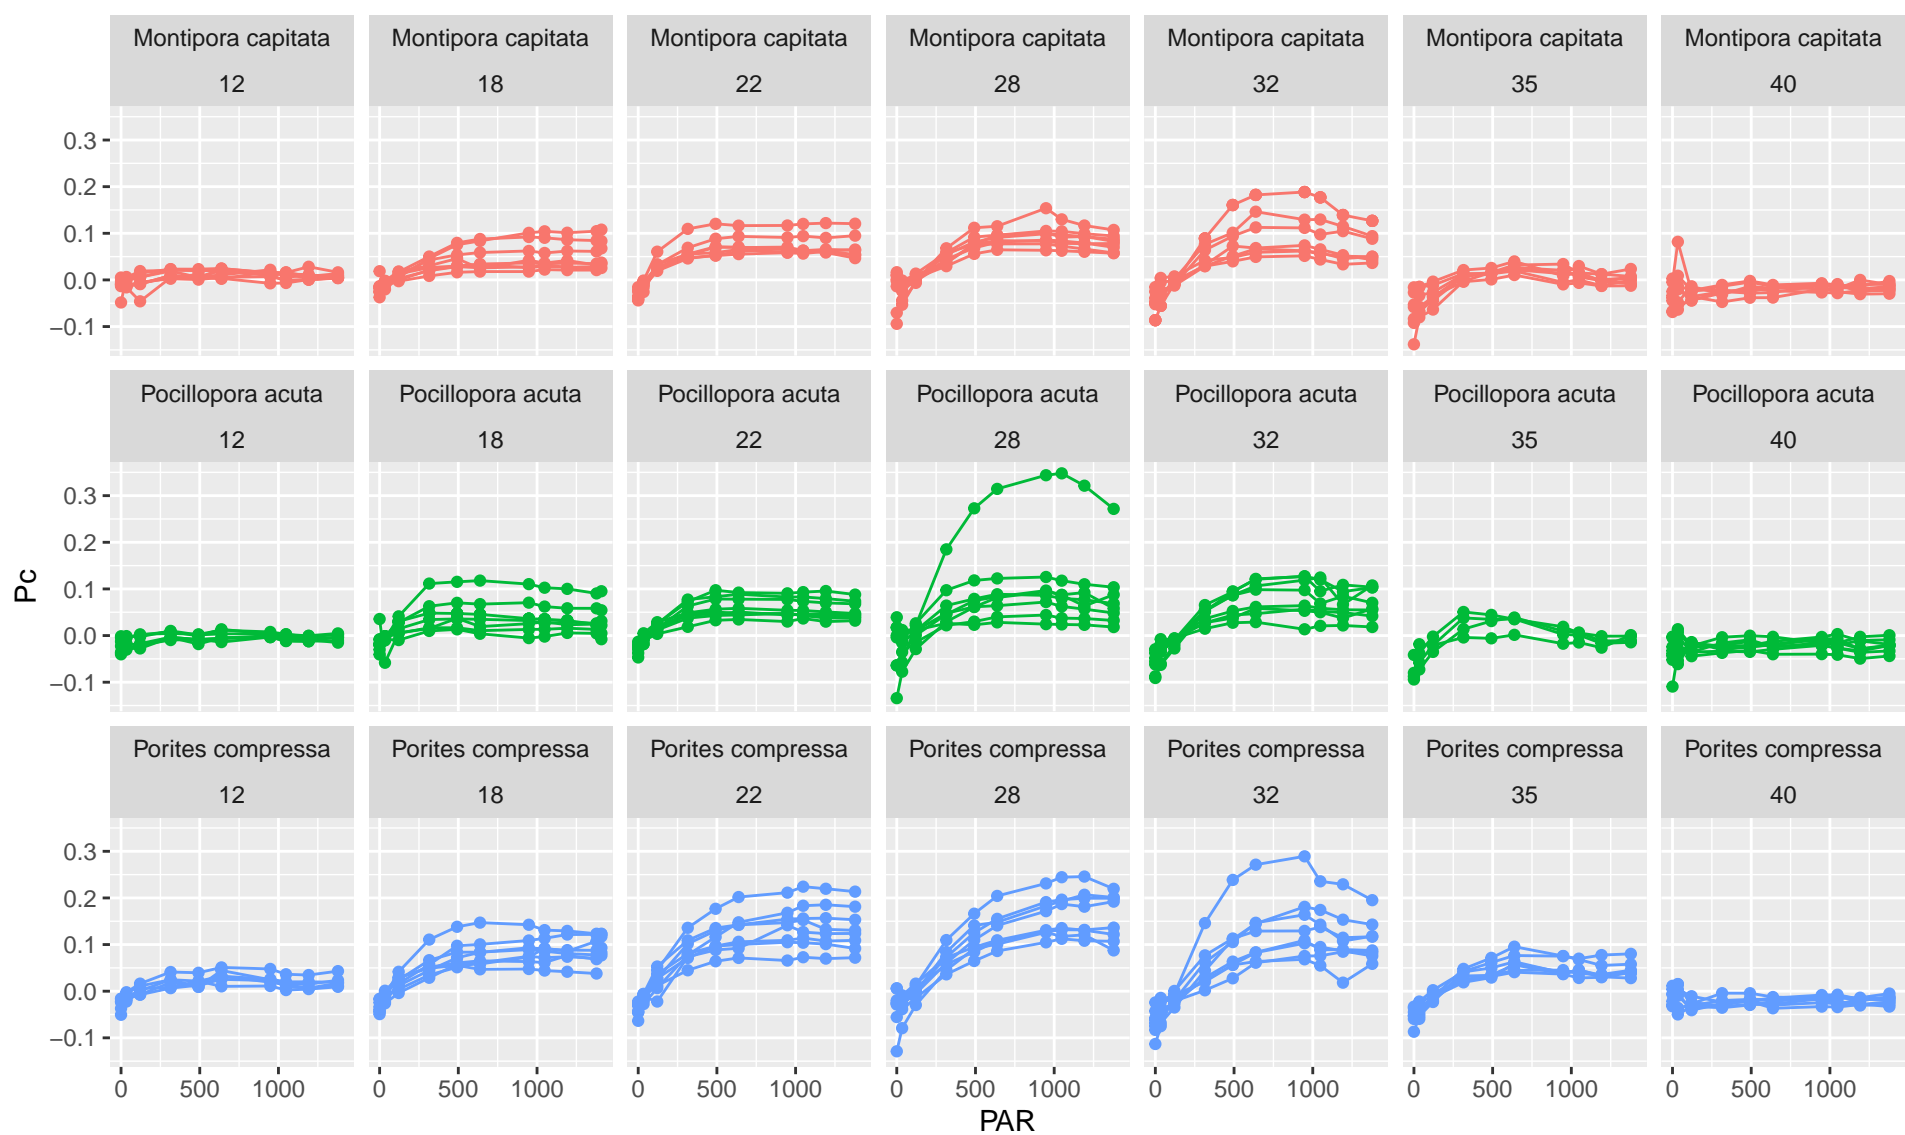 Montipora capitata Montipora capitata Montipora capitata Montipora capitata Montipora capitata Montipora capitata Montipora capitata
12 18 22 28 32 35 40
0.3
0.2
0.1
0.0
−0.1
Pocillopora acuta Pocillopora acuta Pocillopora acuta Pocillopora acuta Pocillopora acuta Pocillopora acuta Pocillopora acuta
12 18 22 28 32 35 40
0.3
0.2
0.1
0.0
−0.1
Pc
Porites compressa Porites compressa Porites compressa Porites compressa Porites compressa Porites compressa Porites compressa
12 18 22 28 32 35 40
0.3
0.2
0.1
0.0
−0.1
0 500 1000 0 500 1000 0 500 1000 0 500 1000 0 500 1000 0 500 1000 0 500 1000
PAR